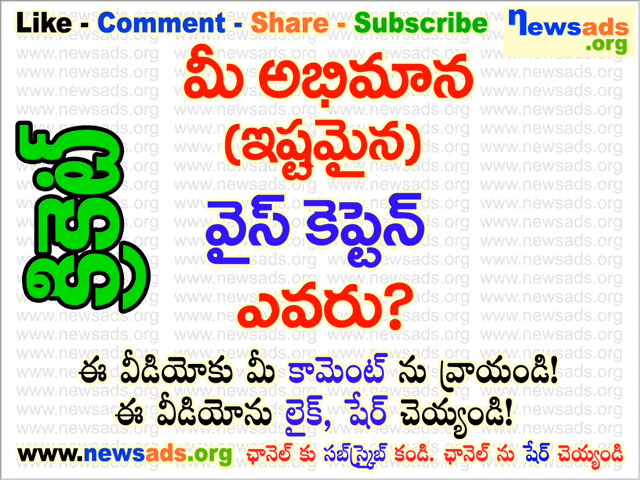 Like - Comment - Share - Subscribe
newsads
.org
మీ అభిమాన
(ఇష్టమైన)
వైస్ కెప్టెన్
ఎవరు?
క్రికెట్
ఈ వీడియోకు మీ కామెంట్ ను వ్రాయండి!
ఈ వీడియోను లైక్, షేర్ చెయ్యండి!
www.newsads.org ఛానెల్ కు సబ్‌స్క్రైబ్ కండి. ఛానెల్ ను షేర్ చెయ్యండి